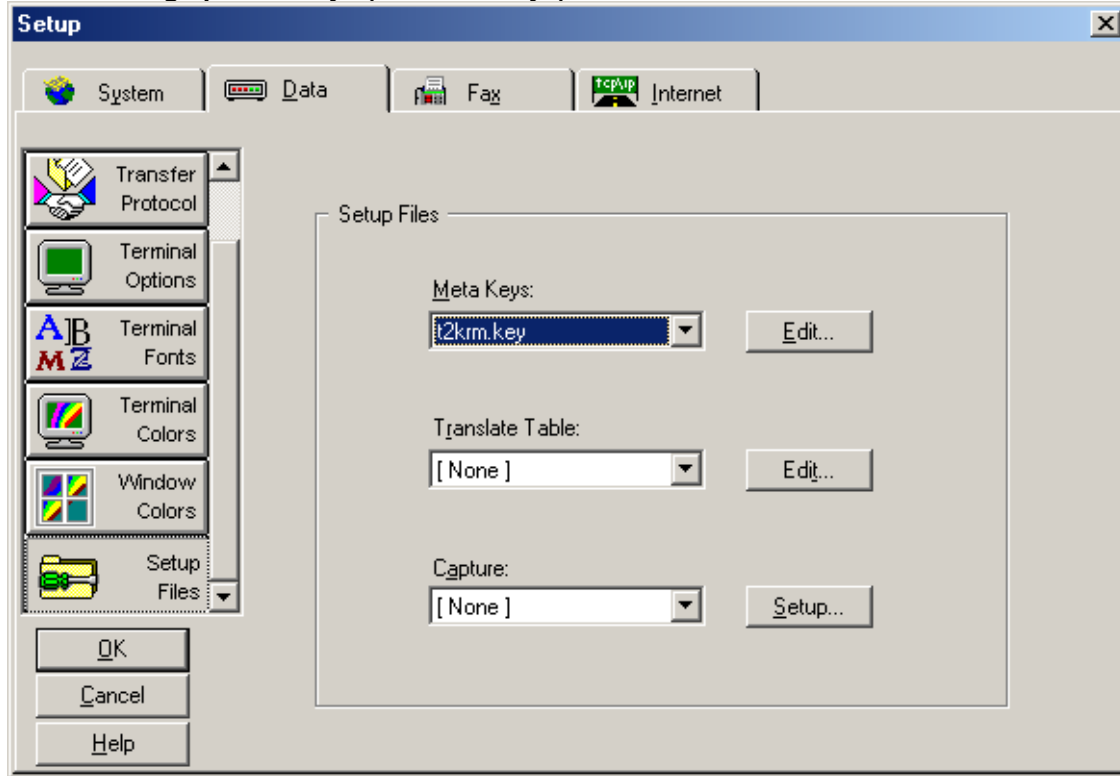 Setup
System
Data
Fax
tcp\ip
Internet
Transfer
Protocol
Terminal
Options
Terminal
Fonts
Terminal
Colors
Window
Colors
Setup
Files
OK
Cancel
Help
Setup Files
Meta Keys:
t2krm.key
Edit...
Translate Table:
[ None ]
Edit...
Capture:
[ None ]
Setup...